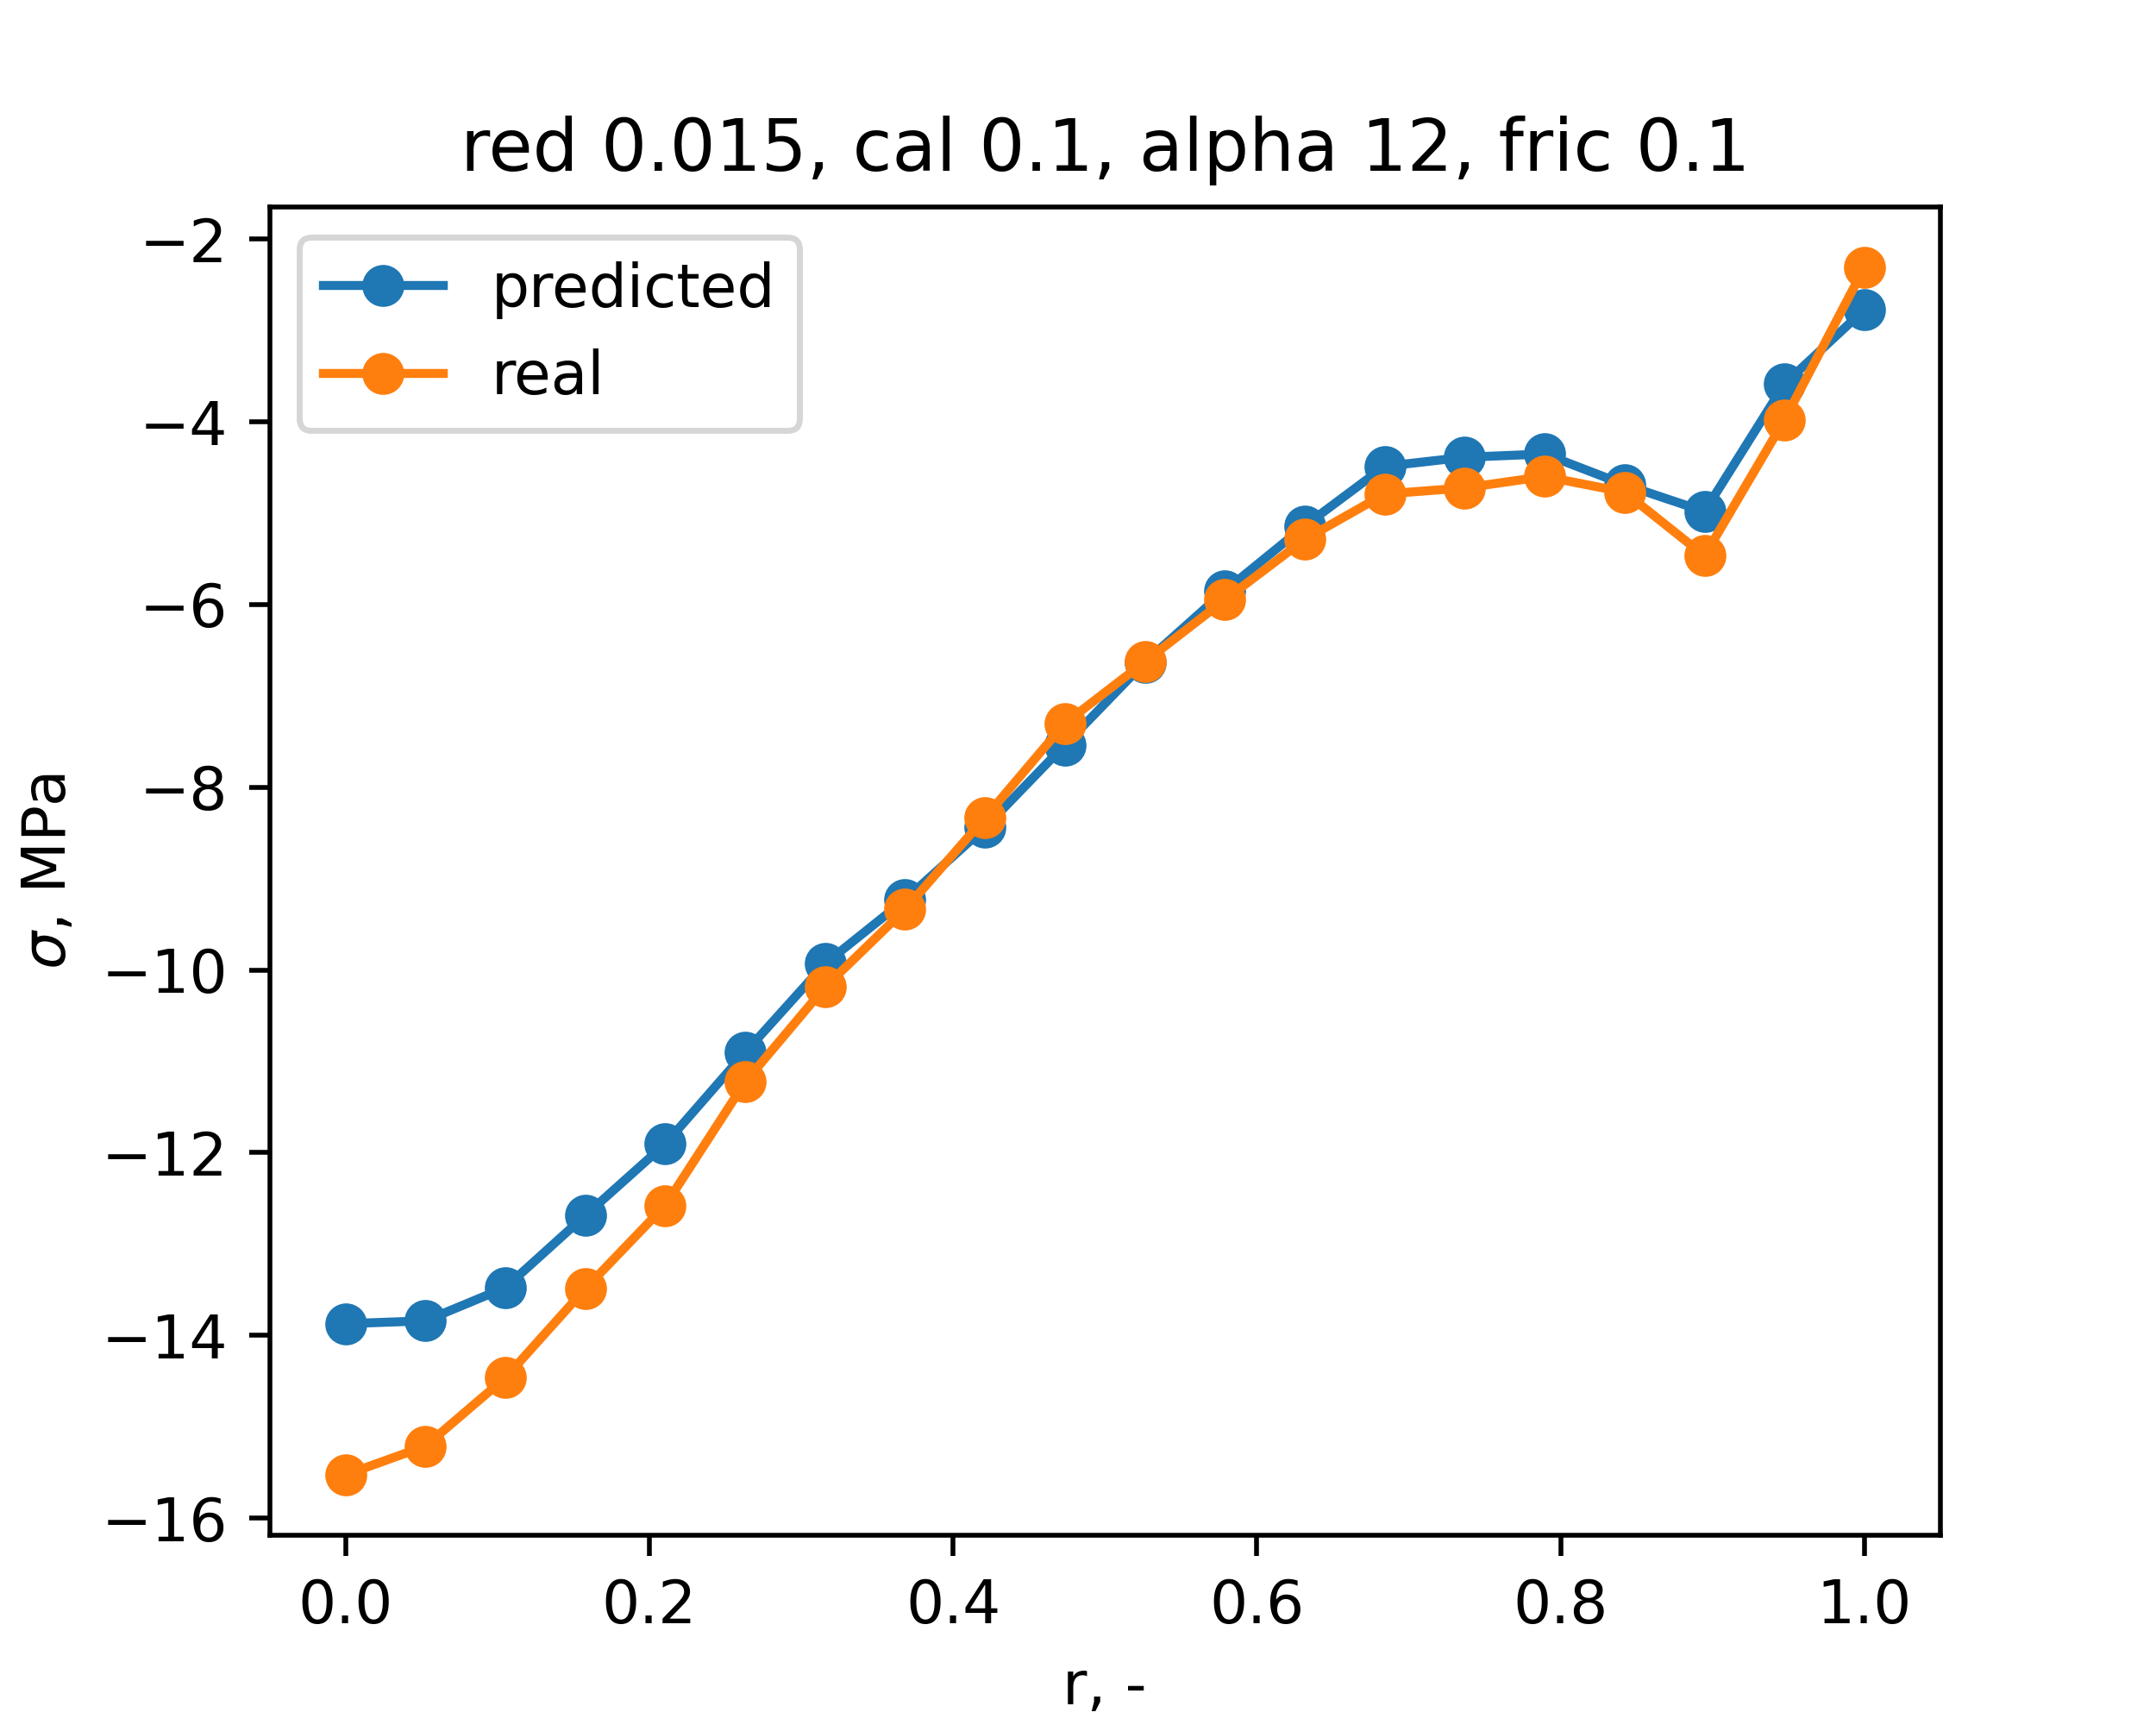 red 0.015, cal 0.1, alpha 12, fric 0.1
predicted
real
−2
−4
−6
−8
−10
−12
−14
−16
σ, MPa
0.0 0.2 0.4 0.6 0.8 1.0
r, -